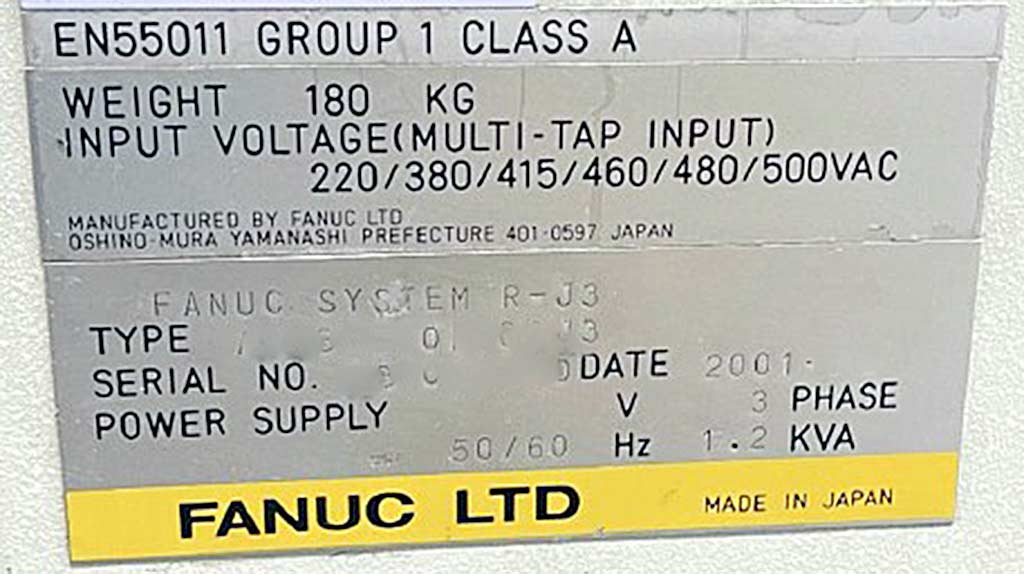 EN55011 GROUP 1 CLASS A
WEIGHT 180 KG
INPUT VOLTAGE(MULTI-TAP INPUT)
220/380/415/460/480/500VAC
MANUFACTURED BY FANUC LTD
OSHINO-MURA YAMANASHI PREFECTURE 401-0597 JAPAN
FANUC SYSTEM R-J3
TYPE
SERIAL NO. DATE 2001-
POWER SUPPLY V 3 PHASE
50/60 Hz 1.2 KVA
FANUC LTD MADE IN JAPAN